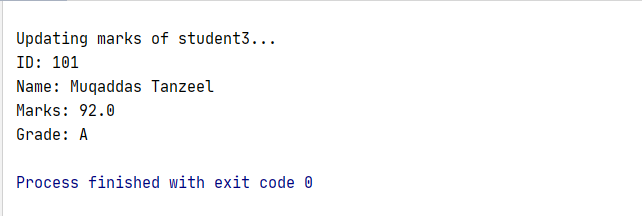 Updating marks of student3...
ID: 101
Name: Muqaddas Tanzeel
Marks: 92.0
Grade: A
Process finished with exit code 0